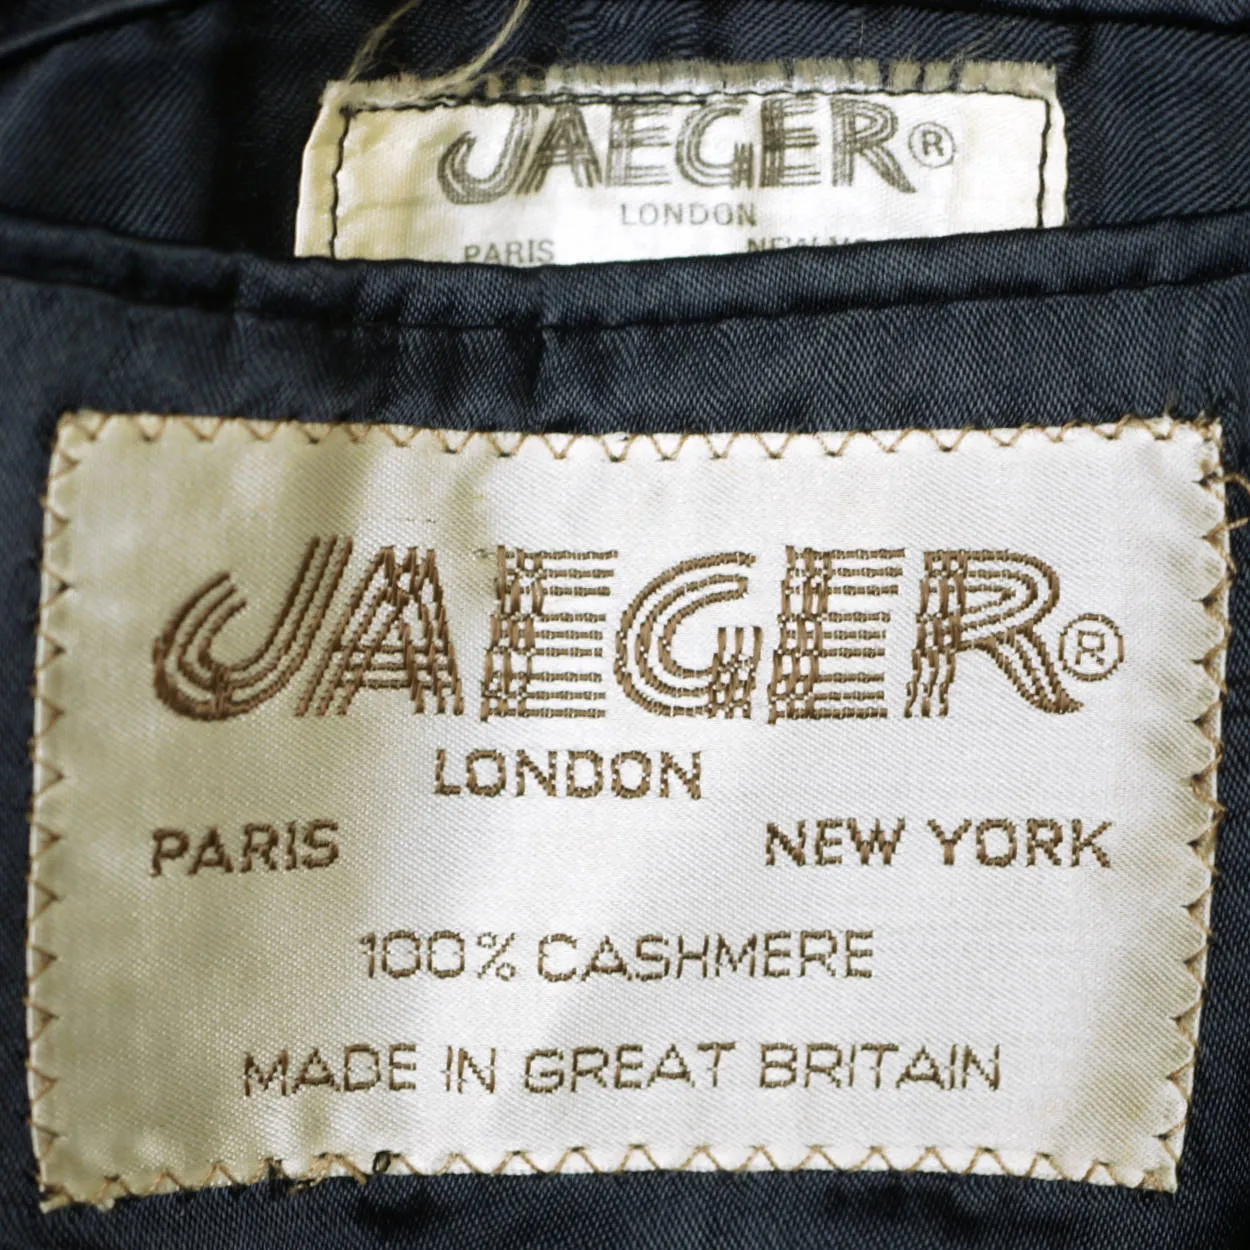 JAEGER®
LONDON
PARIS
JAEGER®
LONDON
PARIS NEW YORK
100% CASHMERE
MADE IN GREAT BRITAIN